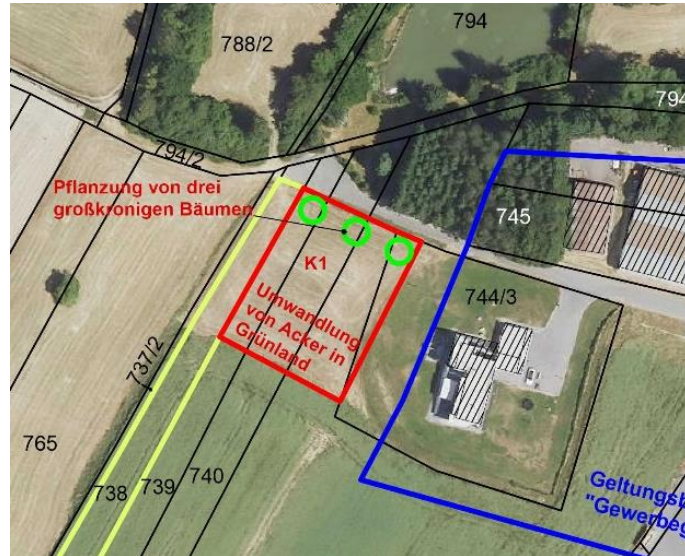 794
788/2
794
794/2
Pflanzung von drei
großkronigen Bäumen
745
K1
744/3
Umwandlung
von Acker in
Grünland
737/2
765
740
739
738
"Gewerbeg